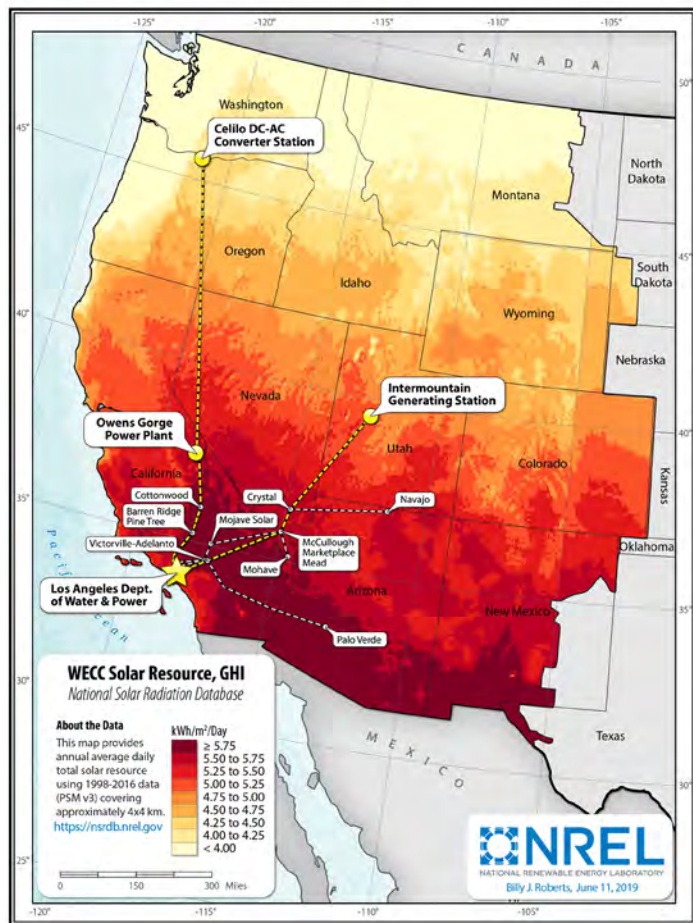 -125°
-120°
-115°
-110°
-105°
CANADA
50°
Washington
Celilo DC-AC
Converter Station
45°
North
Dakota
Montana
Oregon
Idaho
South
Dakota
45°
Wyoming
40°
Nebraska
Nevada
Intermountain
Generating Station
Owens Gorge
Power Plant
Utah
40°
California
Colorado
Kansas
Cottonwood
Crystal
Navajo
35°
Barren Ridge
Pine Tree
Mojave Solar
Victorville-Adelanto
McCullough
Marketplace
Mead
Oklahoma
Mohave
Pacific Ocean
Los Angeles Dept.
of Water & Power
Arizona
New Mexico
35°
Palo Verde
30°
WECC Solar Resource, GHI
National Solar Radiation Database
About the Data
This map provides
annual average daily
total solar resource
using 1998-2016 data
(PSM v3) covering
approximately 4x4 km.
https://nsrdb.nrel.gov
kWh/m²/Day
≥ 5.75
5.50 to 5.75
5.25 to 5.50
5.00 to 5.25
4.75 to 5.00
4.50 to 4.75
4.25 to 4.50
4.00 to 4.25
< 4.00
0 150 300 Miles
MEXICO
Texas
30°
25°
NREL
NATIONAL RENEWABLE ENERGY LABORATORY
Billy J. Roberts, June 11, 2019
25°
-120°
-115°
-110°
-105°